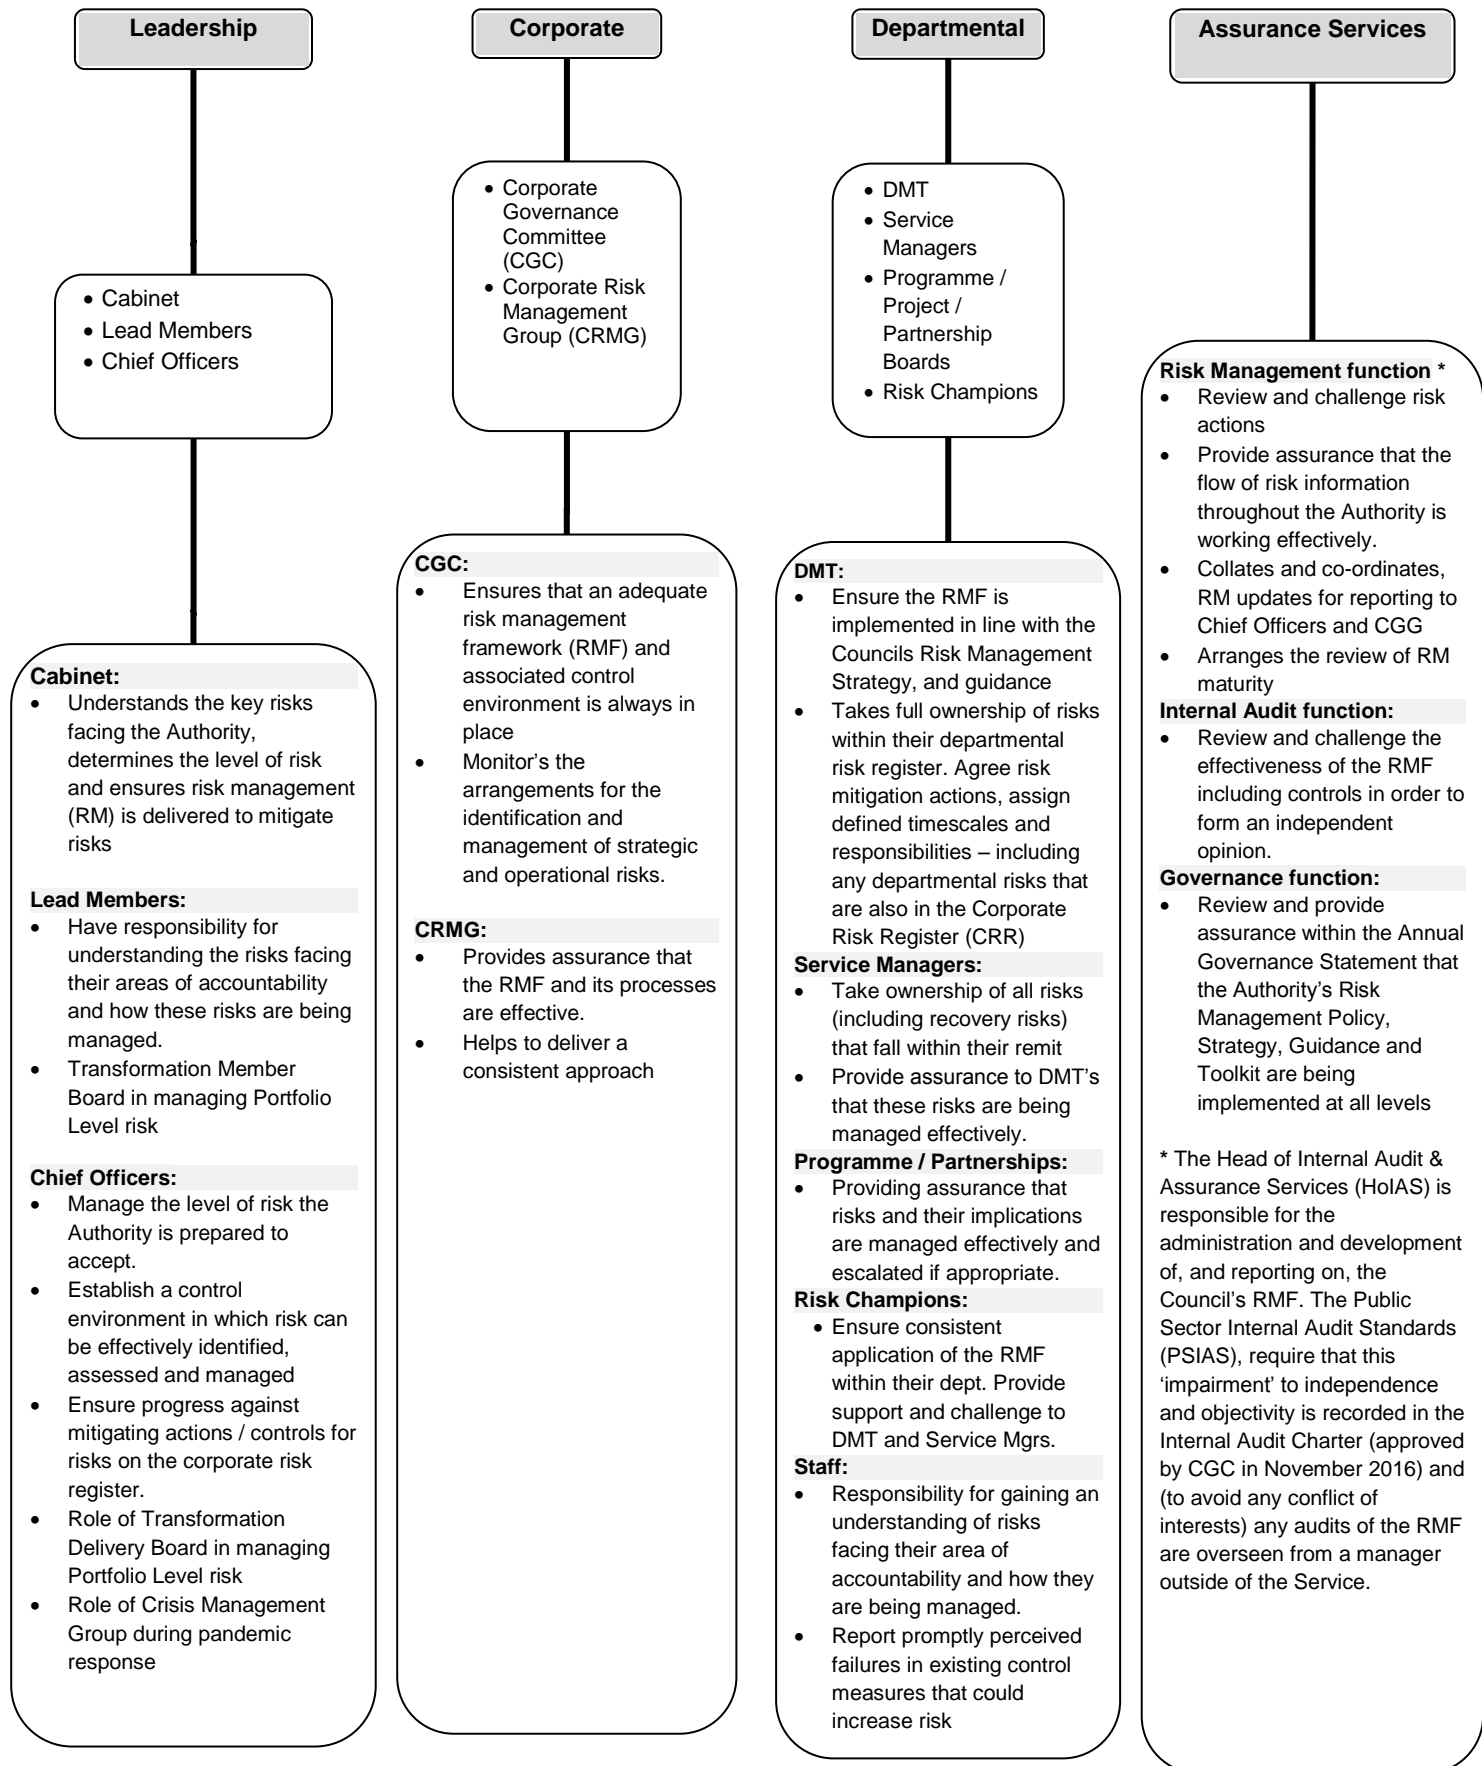 Leadership
Corporate
Departmental
Assurance Services
• Cabinet
• Lead Members
• Chief Officers
• Corporate
Governance
Committee
(CGC)
• Corporate Risk
Management
Group (CRMG)
• DMT
• Service
Managers
• Programme /
Project /
Partnership
Boards
• Risk Champions
Cabinet:
• Understands the key risks
facing the Authority,
determines the level of risk
and ensures risk management
(RM) is delivered to mitigate
risks
Lead Members:
• Have responsibility for
understanding the risks facing
their areas of accountability
and how these risks are being
managed.
• Transformation Member
Board in managing Portfolio
Level risk
Chief Officers:
• Manage the level of risk the
Authority is prepared to
accept.
• Establish a control
environment in which risk can
be effectively identified,
assessed and managed
• Ensure progress against
mitigating actions / controls for
risks on the corporate risk
register.
• Role of Transformation
Delivery Board in managing
Portfolio Level risk
• Role of Crisis Management
Group during pandemic
response
CGC:
• Ensures that an adequate
risk management
framework (RMF) and
associated control
environment is always in
place
• Monitor's the
arrangements for the
identification and
management of strategic
and operational risks.
CRMG:
• Provides assurance that
the RMF and its processes
are effective.
• Helps to deliver a
consistent approach
DMT:
• Ensure the RMF is
implemented in line with the
Councils Risk Management
Strategy, and guidance
• Takes full ownership of risks
within their departmental
risk register. Agree risk
mitigation actions, assign
defined timescales and
responsibilities – including
any departmental risks that
are also in the Corporate
Risk Register (CRR)
Service Managers:
• Take ownership of all risks
(including recovery risks)
that fall within their remit
• Provide assurance to DMT's
that these risks are being
managed effectively.
Programme / Partnerships:
• Providing assurance that
risks and their implications
are managed effectively and
escalated if appropriate.
Risk Champions:
• Ensure consistent
application of the RMF
within their dept. Provide
support and challenge to
DMT and Service Mgrs.
Staff:
• Responsibility for gaining an
understanding of risks
facing their area of
accountability and how they
are being managed.
• Report promptly perceived
failures in existing control
measures that could
increase risk
Risk Management function *
• Review and challenge risk
actions
• Provide assurance that the
flow of risk information
throughout the Authority is
working effectively.
• Collates and co-ordinates,
RM updates for reporting to
Chief Officers and CGG
• Arranges the review of RM
maturity
Internal Audit function:
• Review and challenge the
effectiveness of the RMF
including controls in order to
form an independent
opinion.
Governance function:
• Review and provide
assurance within the Annual
Governance Statement that
the Authority's Risk
Management Policy,
Strategy, Guidance and
Toolkit are being
implemented at all levels
* The Head of Internal Audit &
Assurance Services (HoIAS) is
responsible for the
administration and development
of, and reporting on, the
Council's RMF. The Public
Sector Internal Audit Standards
(PSIAS), require that this
‘impairment’ to independence
and objectivity is recorded in the
Internal Audit Charter (approved
by CGC in November 2016) and
(to avoid any conflict of
interests) any audits of the RMF
are overseen from a manager
outside of the Service.